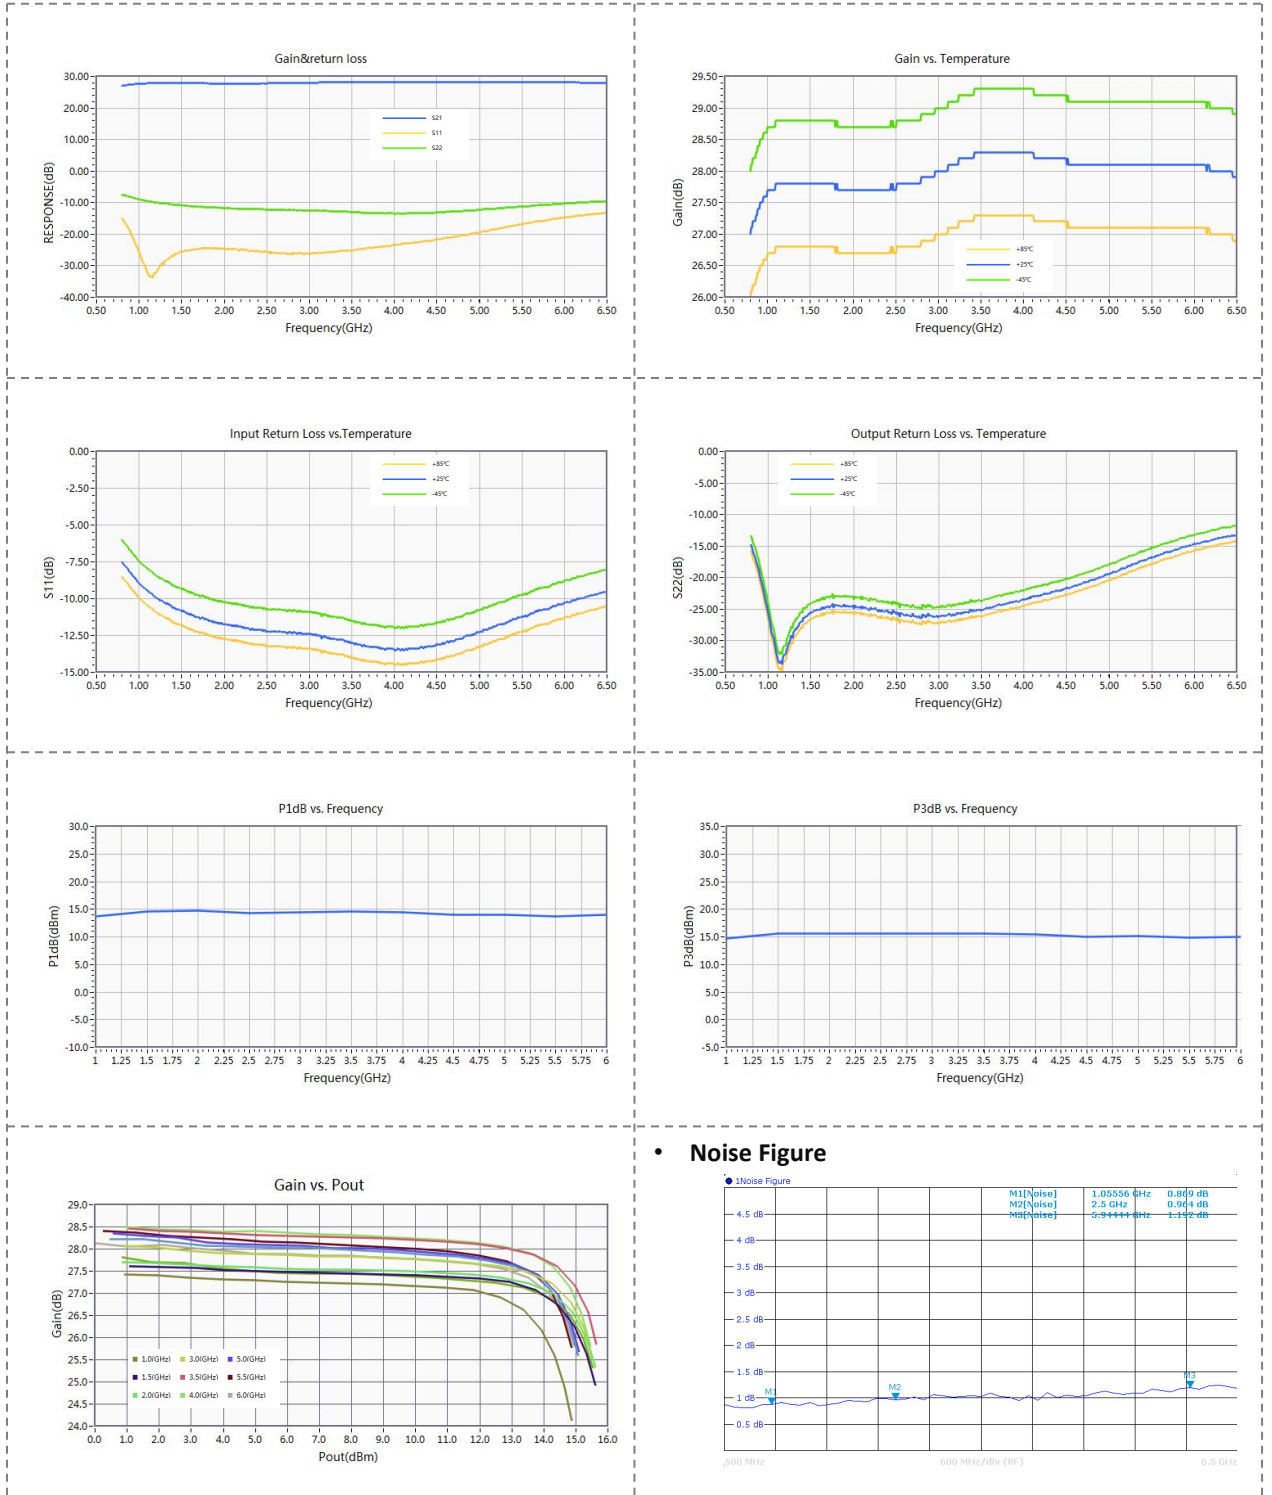 Gain&return loss
30.00
20.00
10.00
0.00
-10.00
-20.00
-30.00
-40.00
RESPONSE(dB)
S21
S11
S22
0.50 1.00 1.50 2.00 2.50 3.00 3.50 4.00 4.50 5.00 5.50 6.00 6.50
Frequency(GHz)
Gain vs. Temperature
29.50
29.00
28.50
28.00
27.50
27.00
26.50
26.00
Gain(dB)
+85℃
+25℃
-45℃
0.50 1.00 1.50 2.00 2.50 3.00 3.50 4.00 4.50 5.00 5.50 6.00 6.50
Frequency(GHz)
Input Return Loss vs.Temperature
0.00
-2.50
-5.00
-7.50
-10.00
-12.50
-15.00
S11(dB)
+85℃
+25℃
-45℃
0.50 1.00 1.50 2.00 2.50 3.00 3.50 4.00 4.50 5.00 5.50 6.00 6.50
Frequency(GHz)
Output Return Loss vs. Temperature
0.00
-5.00
-10.00
-15.00
-20.00
-25.00
-30.00
-35.00
S22(dB)
+85℃
+25℃
-45℃
0.50 1.00 1.50 2.00 2.50 3.00 3.50 4.00 4.50 5.00 5.50 6.00 6.50
Frequency(GHz)
P1dB vs. Frequency
30.0
25.0
20.0
15.0
10.0
5.0
0.0
-5.0
-10.0
P1dB(dBm)
1 1.25 1.5 1.75 2 2.25 2.5 2.75 3 3.25 3.5 3.75 4 4.25 4.5 4.75 5 5.25 5.5 5.75 6
Frequency(GHz)
P3dB vs. Frequency
35.0
30.0
25.0
20.0
15.0
10.0
5.0
0.0
-5.0
P3dB(dBm)
1 1.25 1.5 1.75 2 2.25 2.5 2.75 3 3.25 3.5 3.75 4 4.25 4.5 4.75 5 5.25 5.5 5.75 6
Frequency(GHz)
Gain vs. Pout
29.0
28.5
28.0
27.5
27.0
26.5
26.0
25.5
25.0
24.5
24.0
Gain(dB)
1.0(GHz) 3.0(GHz) 5.0(GHz)
1.5(GHz) 3.5(GHz) 5.5(GHz)
2.0(GHz) 4.0(GHz) 6.0(GHz)
0.0 1.0 2.0 3.0 4.0 5.0 6.0 7.0 8.0 9.0 10.0 11.0 12.0 13.0 14.0 15.0 16.0
Pout(dBm)
• Noise Figure
1Noise Figure
M1[Noise] 1.05556 GHz 0.869 dB
M2[Noise] 2.5 GHz 0.964 dB
M3[Noise] 5.94444 GHz 1.192 dB
4.5 dB
4 dB
3.5 dB
3 dB
2.5 dB
2 dB
1.5 dB
1 dB
0.5 dB
M1
M2
M3
500 MHz 600 MHz/div (RF) 6.5 GHz